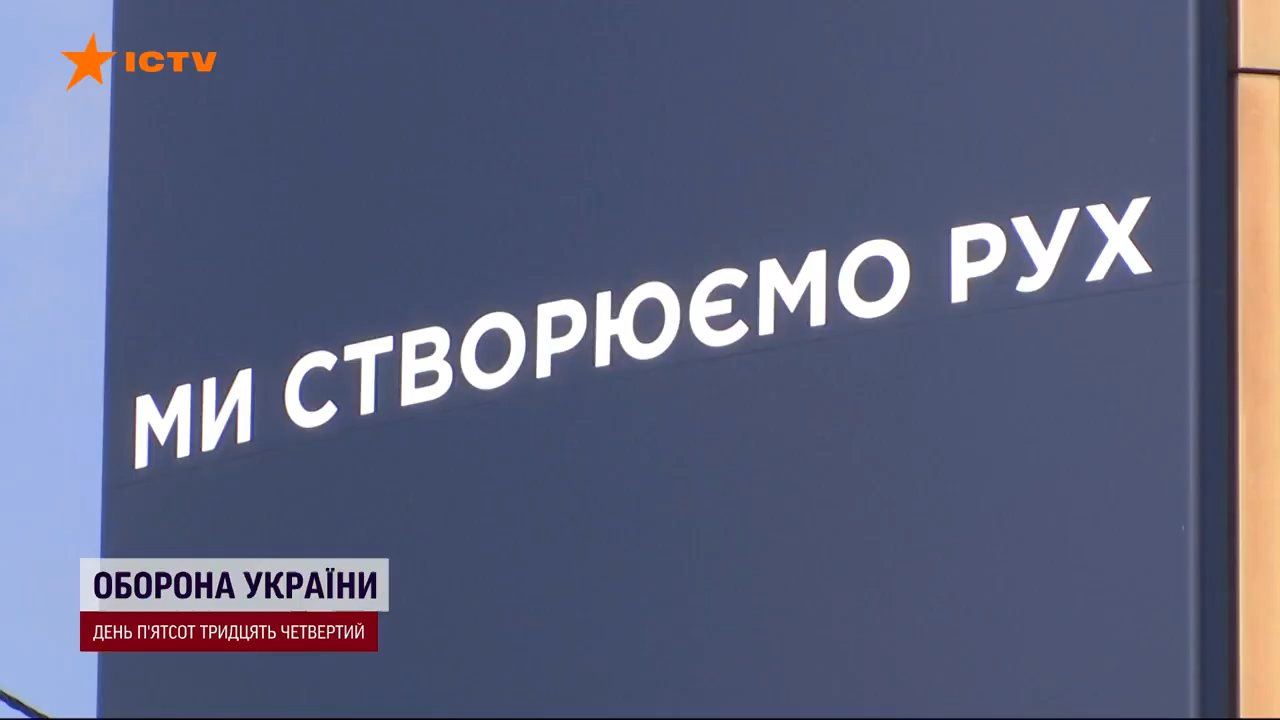 ICTV
МИ СТВОРЮЄМО РУХ
ОБОРОНА УКРАЇНИ
ДЕНЬ П'ЯТСОТ ТРИДЦЯТЬ ЧЕТВЕРТИЙ